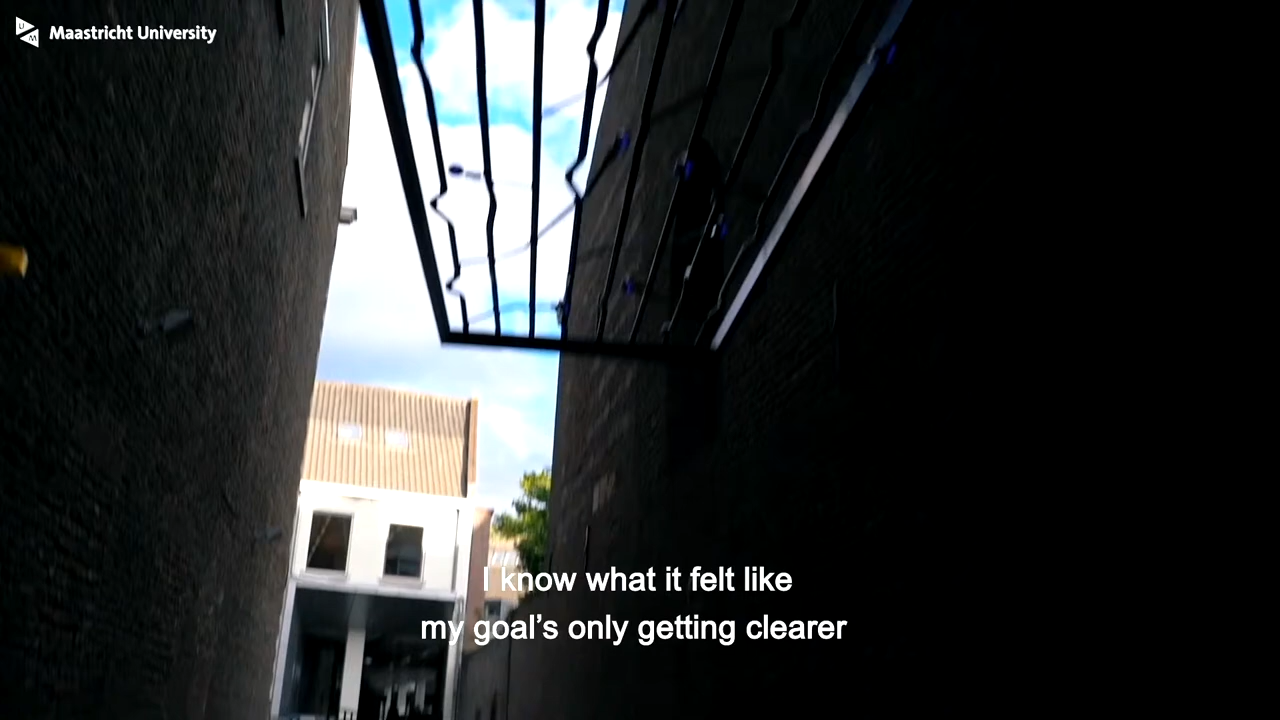 Maastricht University
I know what it felt like
my goal’s only getting clearer